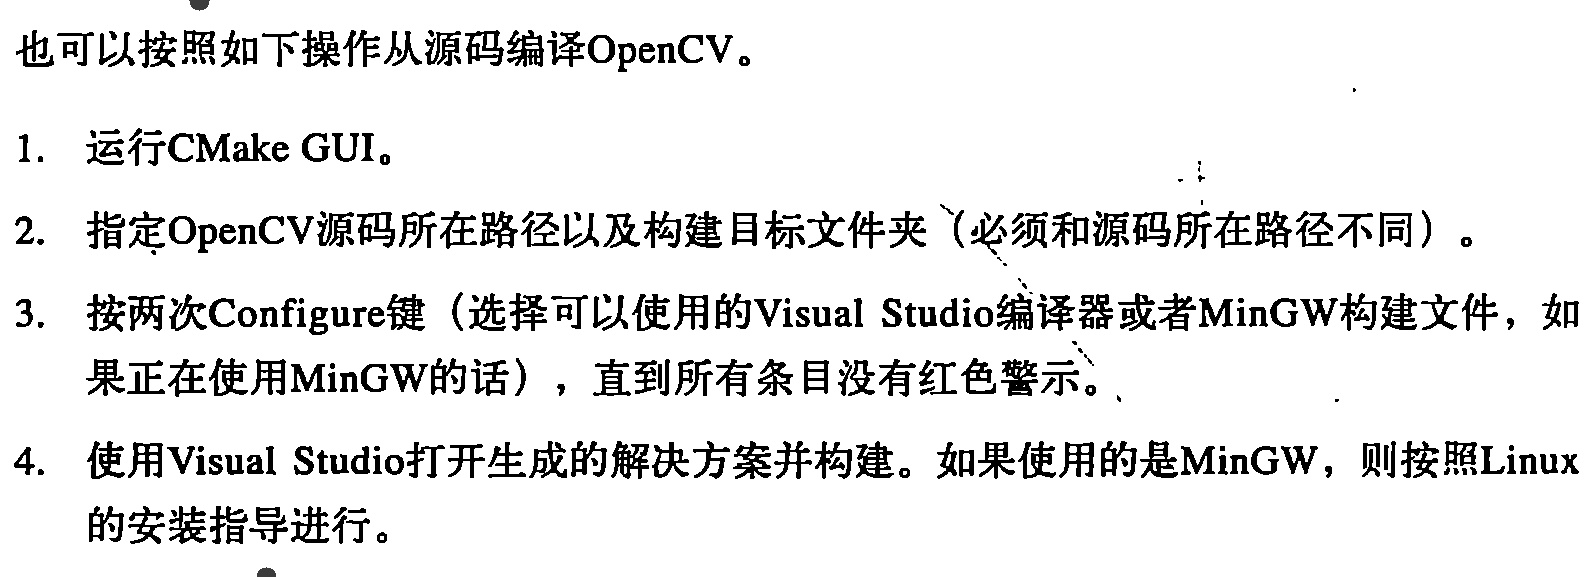 也可以按照如下操作从源码编译OpenCV。
1. 运行CMake GUI。
2. 指定OpenCV源码所在路径以及构建目标文件夹（必须和源码所在路径不同）。
3. 按两次Configure键（选择可以使用的Visual Studio编译器或者MinGW构建文件，如
果正在使用MinGW的话），直到所有条目没有红色警示。
4. 使用Visual Studio打开生成的解决方案并构建。如果使用的是MinGW，则按照Linux
的安装指导进行。